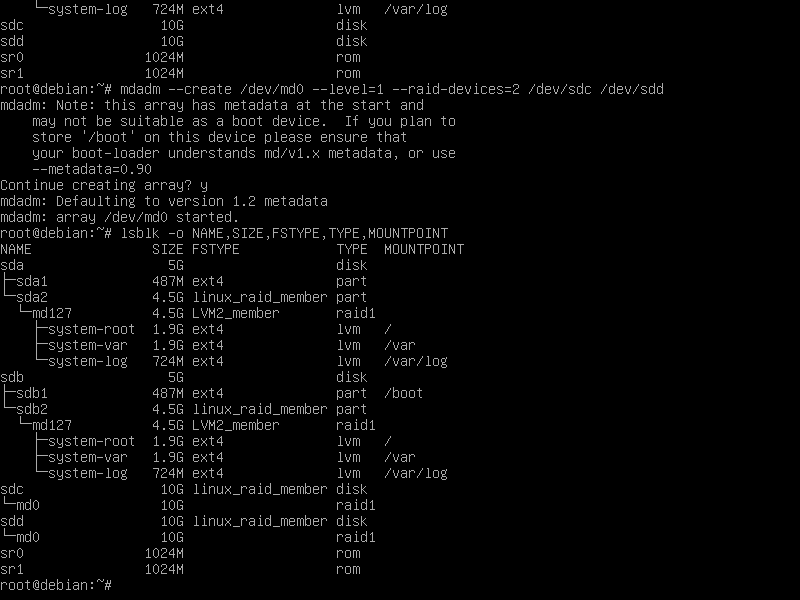 └─system-log   724M ext4              lvm   /var/log
sdc               10G                   disk
sdd               10G                   disk
sr0             1024M                   rom
sr1             1024M                   rom
root@debian:~# mdadm --create /dev/md0 --level=1 --raid-devices=2 /dev/sdc /dev/sdd
mdadm: Note: this array has metadata at the start and
    may not be suitable as a boot device.  If you plan to
    store '/boot' on this device please ensure that
    your boot-loader understands md/v1.x metadata, or use
    --metadata=0.90
Continue creating array? y
mdadm: Defaulting to version 1.2 metadata
mdadm: array /dev/md0 started.
root@debian:~# lsblk -o NAME,SIZE,FSTYPE,TYPE,MOUNTPOINT
NAME               SIZE FSTYPE            TYPE  MOUNTPOINT
sda                  5G                   disk
├─sda1             487M ext4              part
└─sda2             4.5G linux_raid_member part
  └─md127          4.5G LVM2_member       raid1
    ├─system-root  1.9G ext4              lvm   /
    ├─system-var   1.9G ext4              lvm   /var
    └─system-log   724M ext4              lvm   /var/log
sdb                  5G                   disk
├─sdb1             487M ext4              part  /boot
└─sdb2             4.5G linux_raid_member part
  └─md127          4.5G LVM2_member       raid1
    ├─system-root  1.9G ext4              lvm   /
    ├─system-var   1.9G ext4              lvm   /var
    └─system-log   724M ext4              lvm   /var/log
sdc                 10G linux_raid_member disk
└─md0               10G                   raid1
sdd                 10G linux_raid_member disk
└─md0               10G                   raid1
sr0               1024M                   rom
sr1               1024M                   rom
root@debian:~#